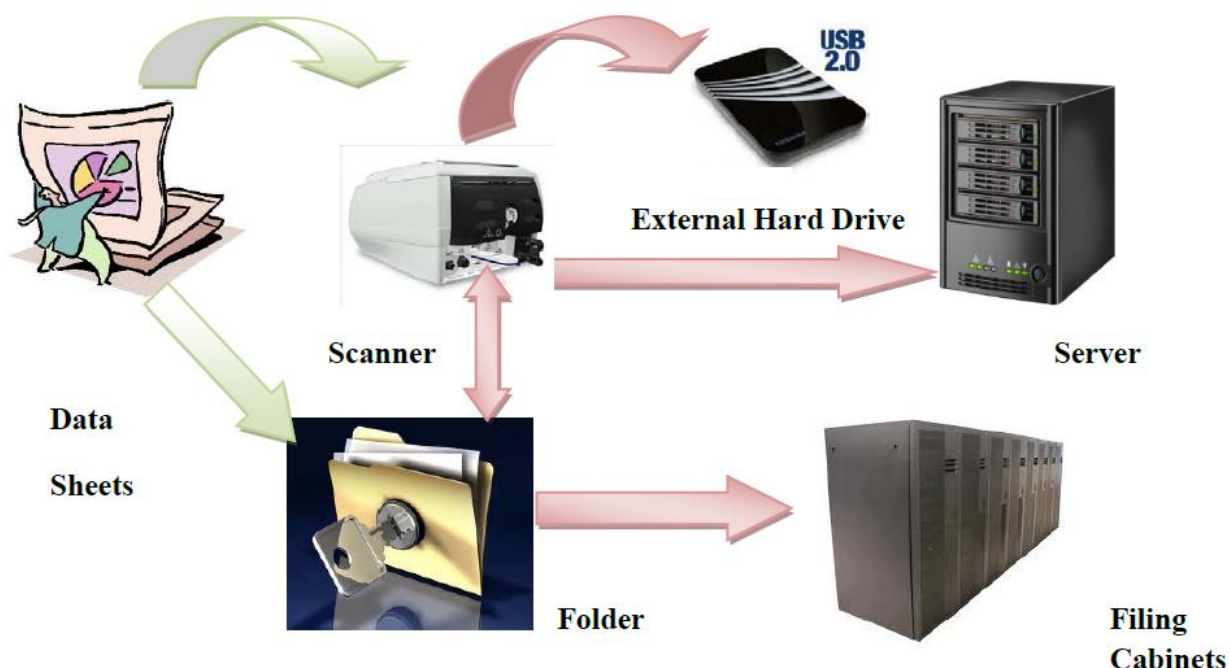 USB
2.0
External Hard Drive
Scanner
Server
Data
Sheets
Folder
Filing
Cabinets